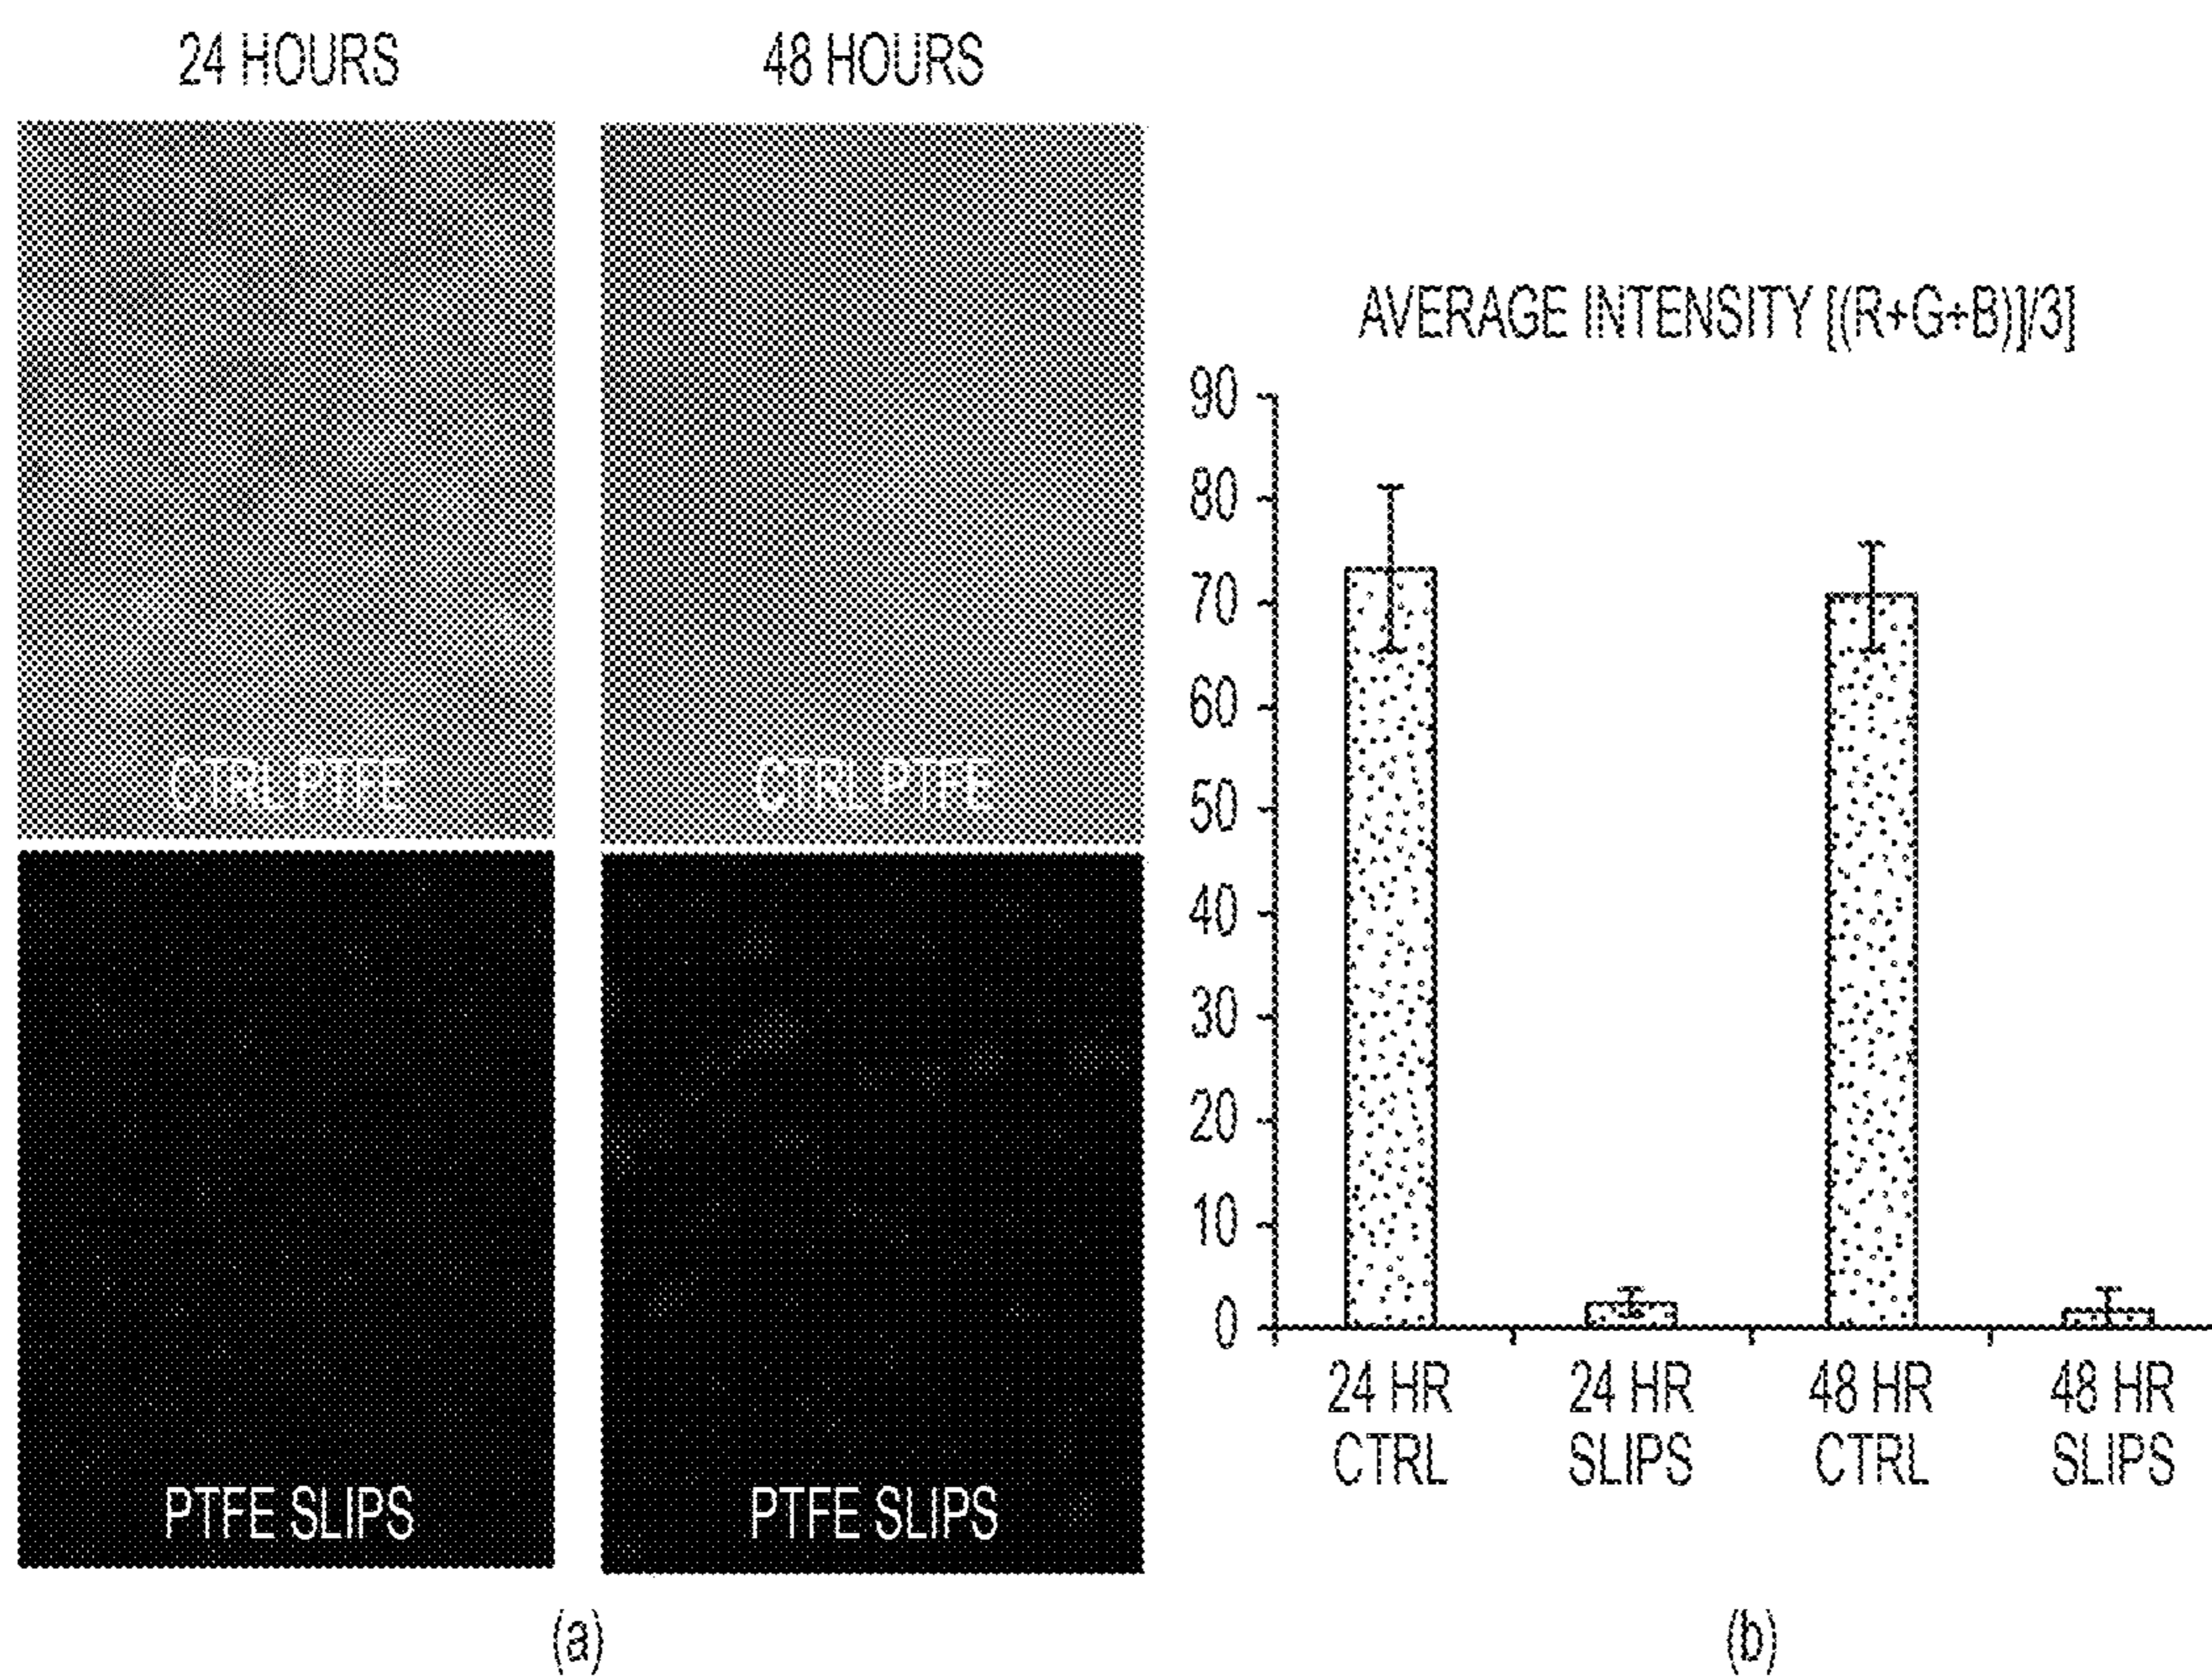 24 HOURS
48 HOURS
CTRL PTFE
CTRL PTFE
PTFE SLIPS
PTFE SLIPS
(a)
AVERAGE INTENSITY [(R+G+B)]/3]
90
80
70
60
50
40
30
20
10
0
24 HR
CTRL
24 HR
SLIPS
48 HR
CTRL
48 HR
SLIPS
(b)